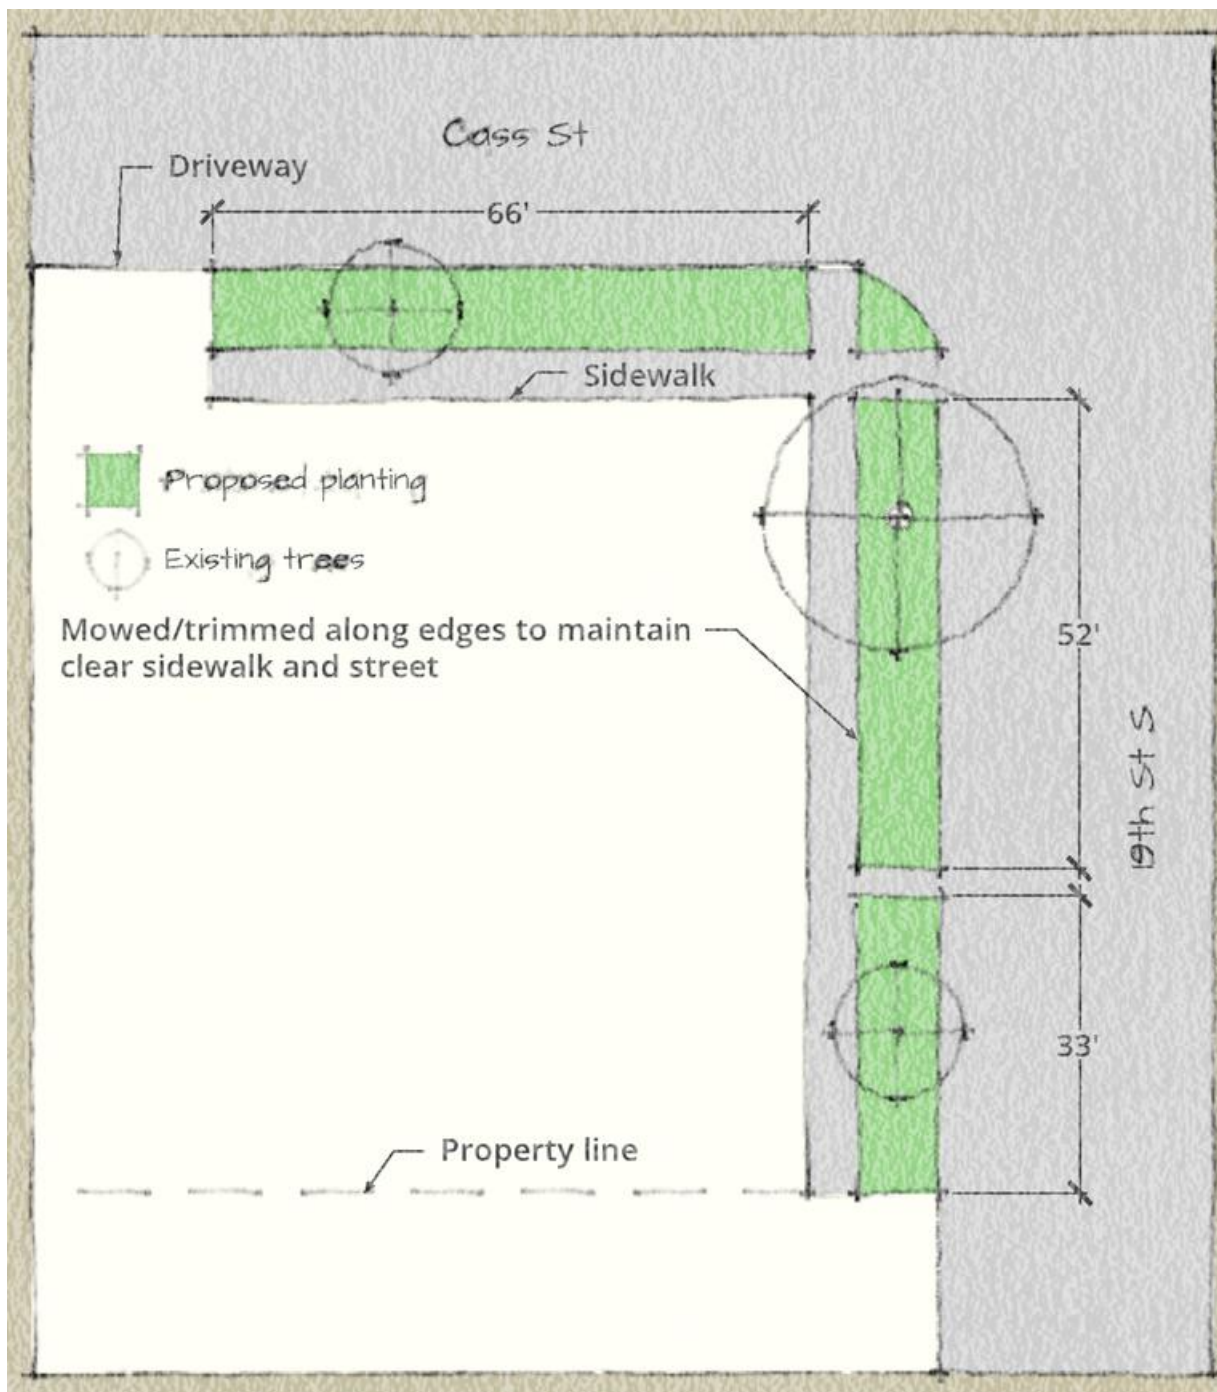 Cass St
Driveway
66'
Sidewalk
Proposed planting
Existing trees
Mowed/trimmed along edges to maintain
clear sidewalk and street
52'
19th St S
33'
Property line